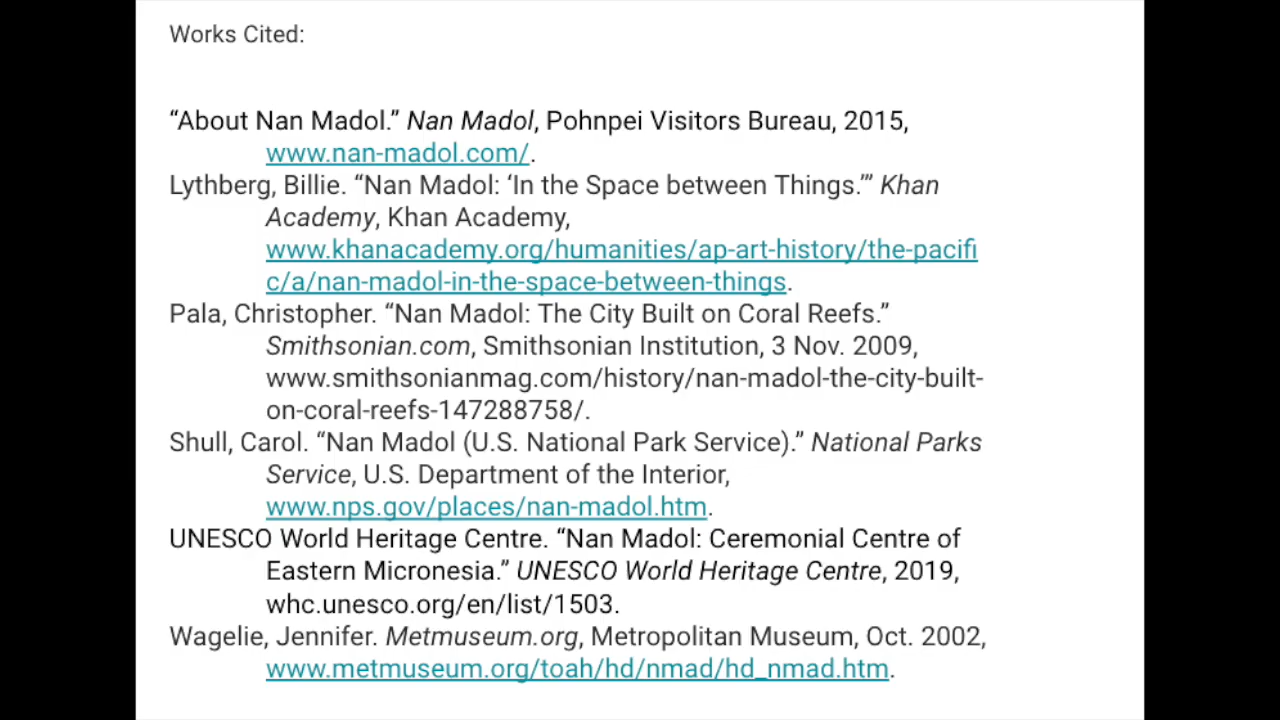 Works Cited:
“About Nan Madol.” Nan Madol, Pohnpei Visitors Bureau, 2015,
www.nan-madol.com/.
Lythberg, Billie. “Nan Madol: ‘In the Space between Things.’” Khan
Academy, Khan Academy,
www.khanacademy.org/humanities/ap-art-history/the-pacifi
c/a/nan-madol-in-the-space-between-things.
Pala, Christopher. “Nan Madol: The City Built on Coral Reefs.”
Smithsonian.com, Smithsonian Institution, 3 Nov. 2009,
www.smithsonianmag.com/history/nan-madol-the-city-built-
on-coral-reefs-147288758/.
Shull, Carol. “Nan Madol (U.S. National Park Service).” National Parks
Service, U.S. Department of the Interior,
www.nps.gov/places/nan-madol.htm.
UNESCO World Heritage Centre. “Nan Madol: Ceremonial Centre of
Eastern Micronesia.” UNESCO World Heritage Centre, 2019,
whc.unesco.org/en/list/1503.
Wagelie, Jennifer. Metmuseum.org, Metropolitan Museum, Oct. 2002,
www.metmuseum.org/toah/hd/nmad/hd_nmad.htm.